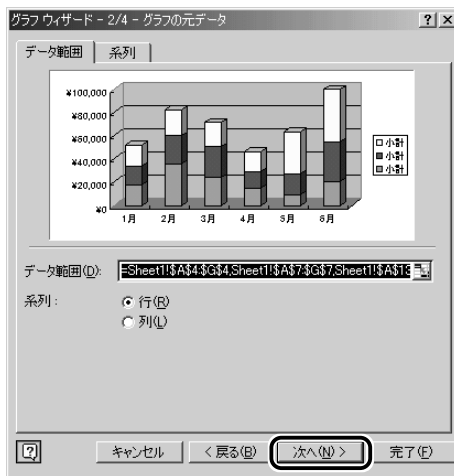 グラフ ウィザード - 2/4 - グラフの元データ
データ範囲 系列
¥100,000
¥80,000
¥60,000
¥40,000
¥20,000
¥0
1月 2月 3月 4月 5月 6月
小計
小計
小計
データ範囲(D): =Sheet1!$A$4:$G$4,Sheet1!$A$7:$G$7,Sheet1!$A$13
系列:
行(R)
列(L)
キャンセル < 戻る(B) 次へ(N) > 完了(F)